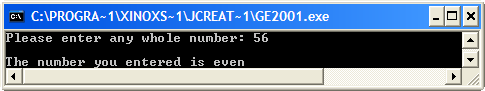 C:\PROGRA~1\XINOXS~1\JCREAT~1\GE2001.exe
Please enter any whole number: 56
The number you entered is even